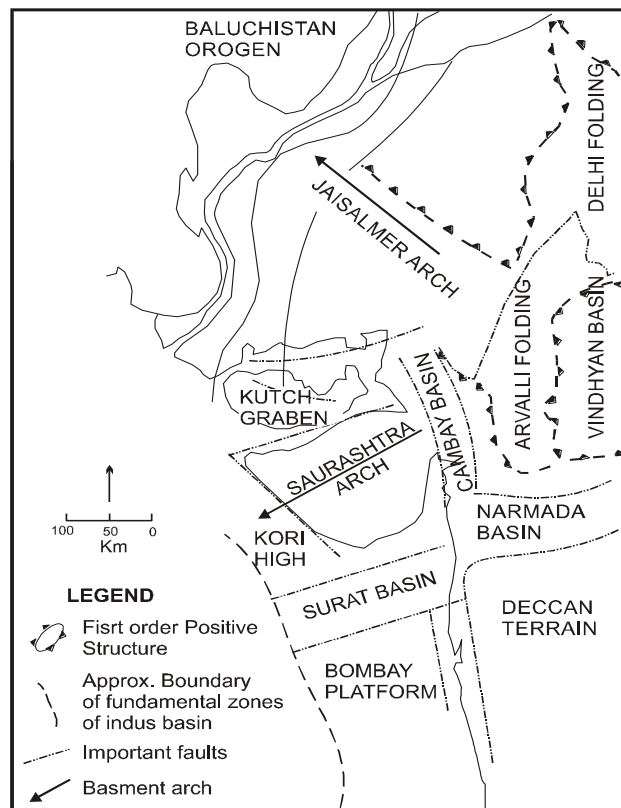 BALUCHISTAN
OROGEN
DELHI FOLDING
JAISALMER ARCH
ARVALLI FOLDING
VINDHYAN BASIN
KUTCH
GRABEN
CAMBAY BASIN
SAURASHTRA
ARCH
NARMADA
BASIN
100 50 0
Km
KORI
HIGH
SURAT BASIN
DECCAN
TERRAIN
BOMBAY
PLATFORM
LEGEND
Fisrt order Positive
Structure
Approx. Boundary
of fundamental zones
of indus basin
Important faults
Basment arch